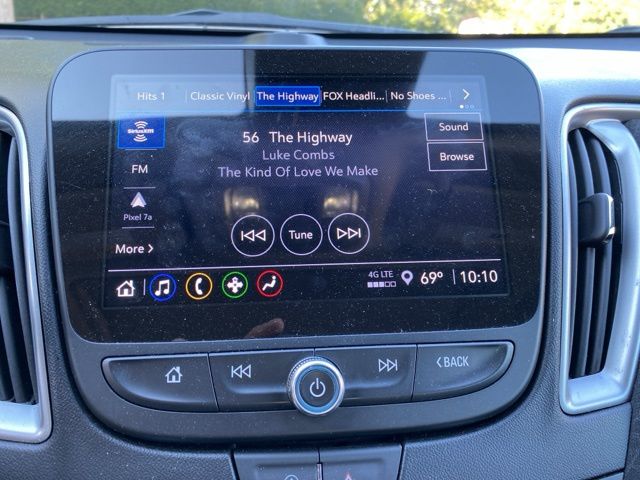 Hits 1 Classic Vinyl The Highway FOX Headli... No Shoes ...
SiriusXM
56 The Highway
Sound
Luke Combs
Browse
FM
The Kind Of Love We Make
Pixel 7a
Tune
More
4G LTE
69° 10:10
BACK